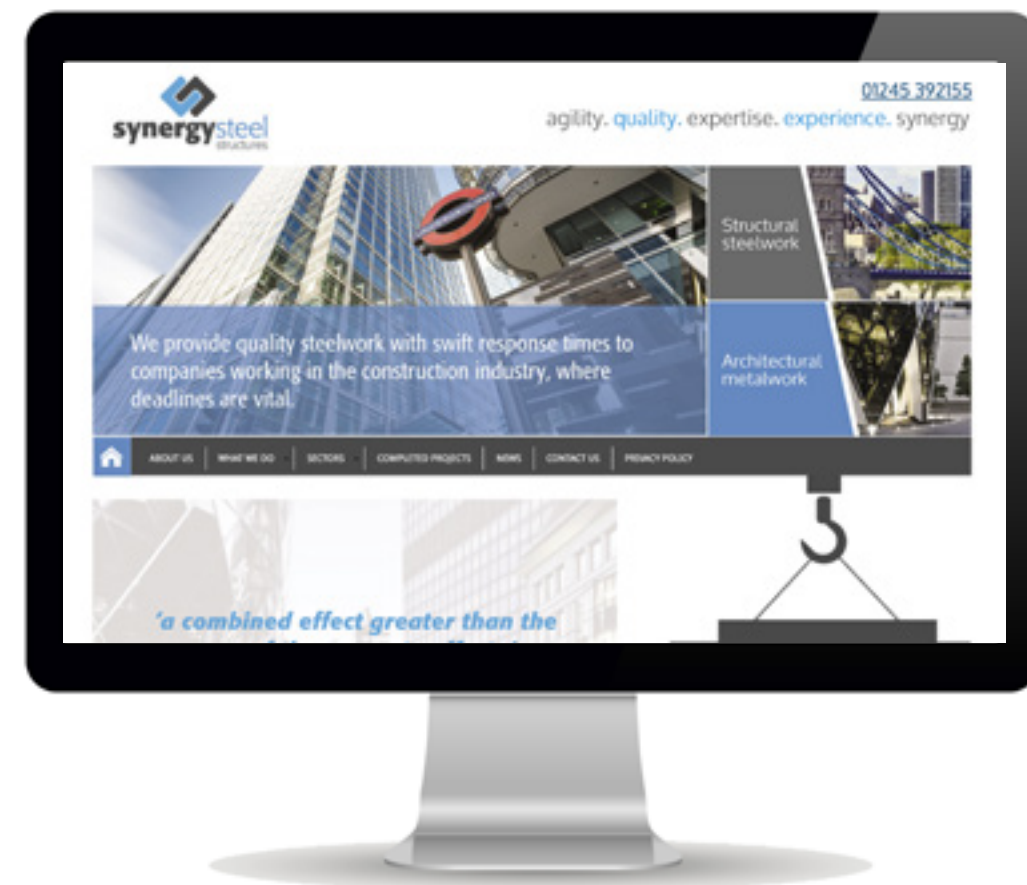 01245 392155
synergysteel
structures
agility. quality. expertise. experience. synergy
Structural
steelwork
We provide quality steelwork with swift response times to
companies working in the construction industry, where
deadlines are vital.
Architectural
metalwork
ABOUT US
WHAT WE DO
SECTORS
COMPLETED PROJECTS
NEWS
CONTACT US
PRIVACY POLICY
'a combined effect greater than the